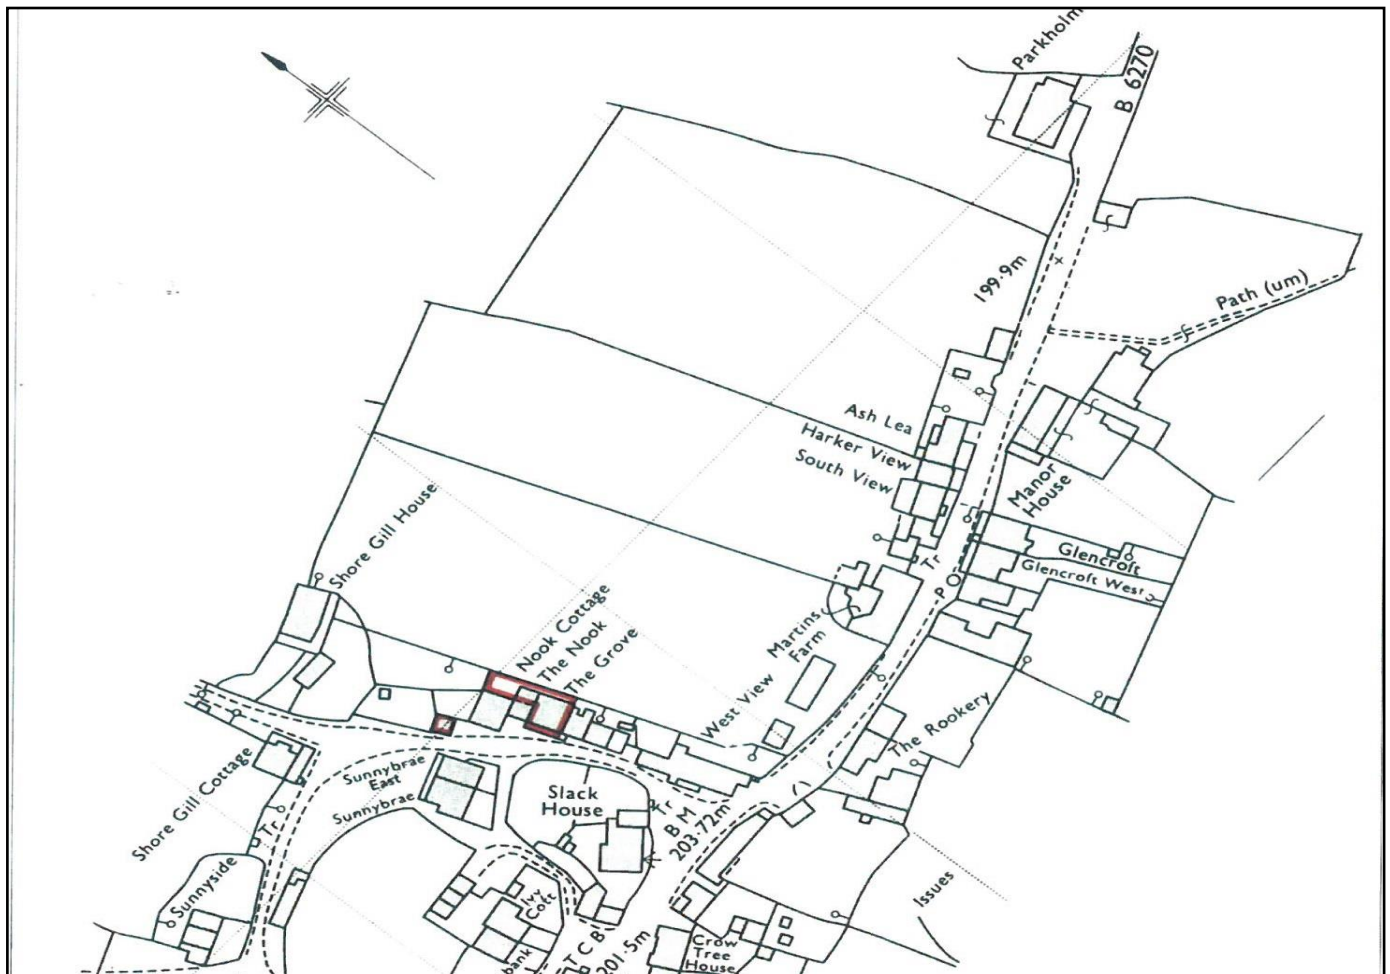 Parkholm
B 6270
199·9m
Path (um)
Ash Lea
Harker View
South View
Manor
House
Shore Gill House
Glencroft
Glencroft West
Tr
P
Nook Cottage
The Nook
The Grove
Martins
Farm
West View
The Rookery
Shore Gill Cottage
Sunnybrae
East
Sunnybrae
Slack
House
Tr
B M
203·72m
Tr
Sunnyside
Ivy
Cott
Issues
T C B
201·5m
bank
Crow
Tree
House